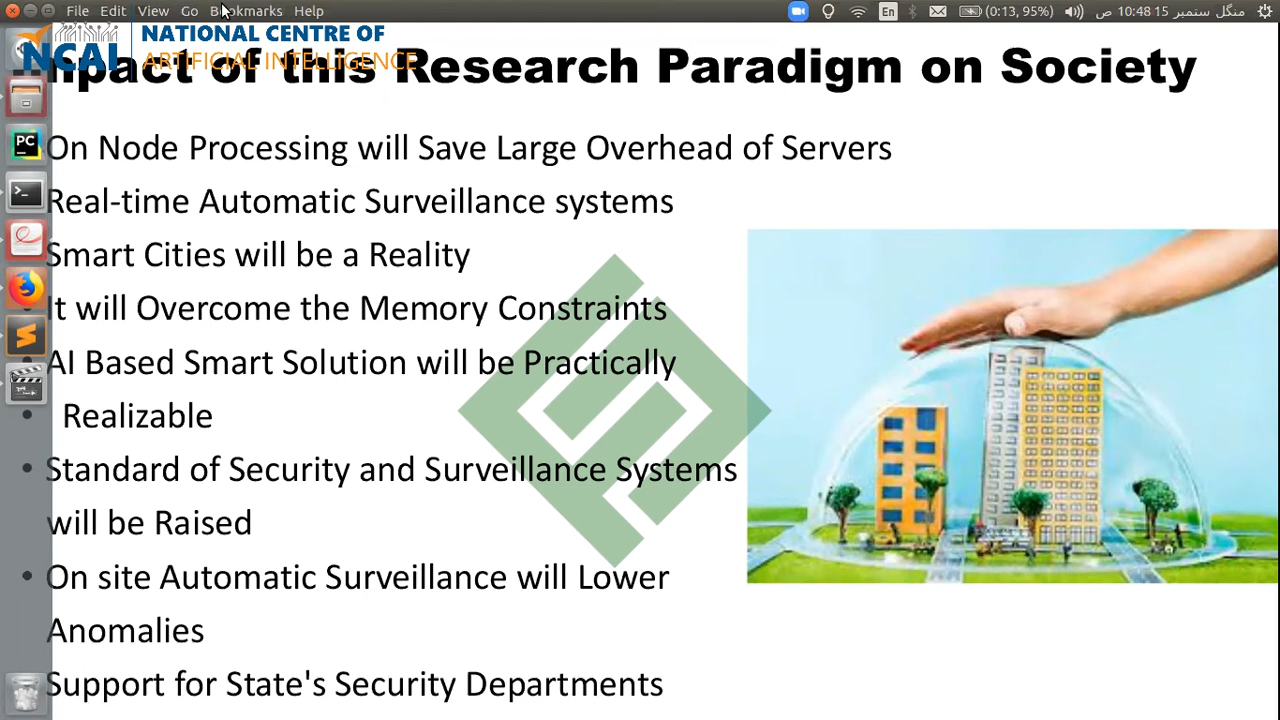 File Edit View Go Bookmarks Help
En
(0:13, 95%)
منگل ستمبر 15 10:48 ص
NCAI
NATIONAL CENTRE OF
ARTIFICIAL INTELLIGENCE
Impact of this Research Paradigm on Society
On Node Processing will Save Large Overhead of Servers
Real-time Automatic Surveillance systems
PC
Smart Cities will be a Reality
• It will Overcome the Memory Constraints
• AI Based Smart Solution will be Practically
• Realizable
• Standard of Security and Surveillance Systems
will be Raised
• On site Automatic Surveillance will Lower
Anomalies
Support for State's Security Departments